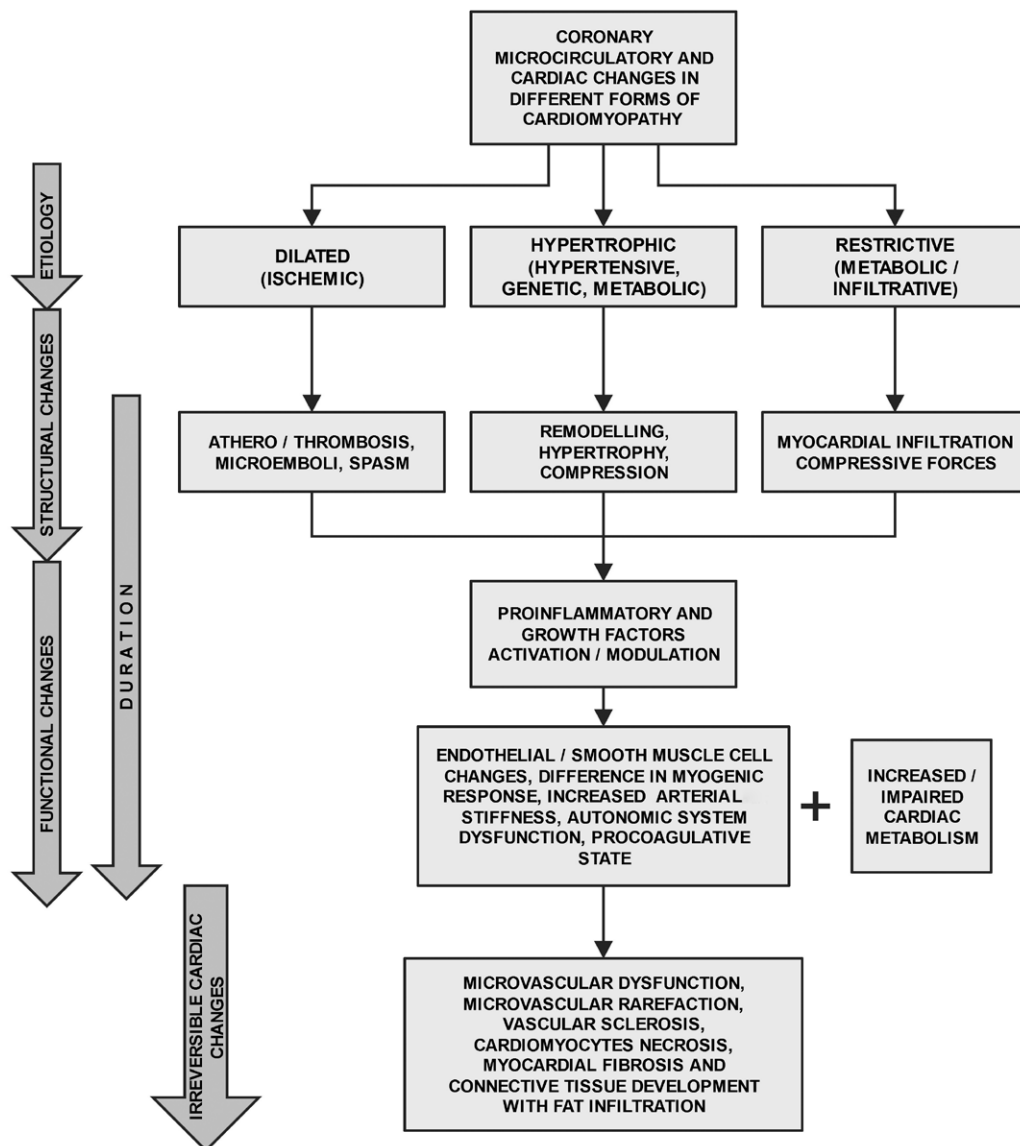 CORONARY
MICROCIRCULATORY AND
CARDIAC CHANGES IN
DIFFERENT FORMS OF
CARDIOMYOPATHY
ETIOLOGY
DILATED
(ISCHEMIC)
HYPERTROPHIC
(HYPERTENSIVE,
GENETIC, METABOLIC)
RESTRICTIVE
(METABOLIC /
INFILTRATIVE)
STRUCTURAL CHANGES
ATHERO / THROMBOSIS,
MICROEMBOLI, SPASM
REMODELLING,
HYPERTROPHY,
COMPRESSION
MYOCARDIAL INFILTRATION
COMPRESSIVE FORCES
DURATION
FUNCTIONAL CHANGES
PROINFLAMMATORY AND
GROWTH FACTORS
ACTIVATION / MODULATION
ENDOTHELIAL / SMOOTH MUSCLE CELL
CHANGES, DIFFERENCE IN MYOGENIC
RESPONSE, INCREASED ARTERIAL
STIFFNESS, AUTONOMIC SYSTEM
DYSFUNCTION, PROCOAGULATIVE
STATE
+
INCREASED /
IMPAIRED
CARDIAC
METABOLISM
IRREVERSIBLE CARDIAC
CHANGES
MICROVASCULAR DYSFUNCTION,
MICROVASCULAR RAREFACTION,
VASCULAR SCLEROSIS,
CARDIOMYOCYTES NECROSIS,
MYOCARDIAL FIBROSIS AND
CONNECTIVE TISSUE DEVELOPMENT
WITH FAT INFILTRATION